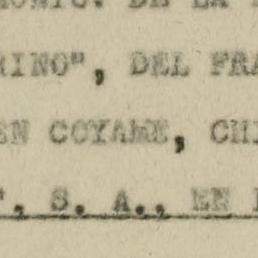 RINO", DEL FRA
EN COYAME, CHI
", S. A., EN